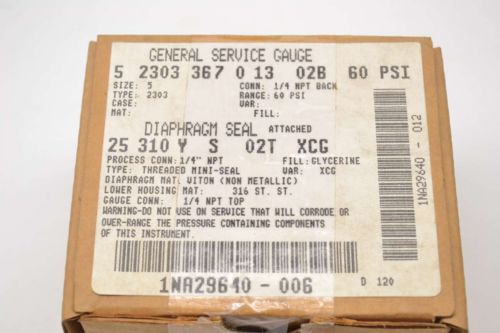 GENERAL SERVICE GAUGE
5 2303 367 0 13 02B 60 PSI
SIZE: 5 CONN: 1/4 NPT BACK
TYPE: 2303 RANGE: 60 PSI
CASE: VAR:
MAT: FILL:
DIAPHRAGM SEAL ATTACHED
25 310 Y S 02T XCG
PROCESS CONN: 1/4" NPT FILL: GLYCERINE
TYPE: THREADED MINI-SEAL VAR: XCG
DIAPHRAGM MAT: VITON (NON METALLIC)
LOWER HOUSING MAT: 316 ST. ST.
GAUGE CONN: 1/4 NPT TOP
WARNING-DO NOT USE ON SERVICE THAT WILL CORRODE OR
OVER-RANGE THE PRESSURE CONTAINING COMPONENTS
OF THIS INSTRUMENT.
1NA29640-006
D 120
1NA29640 - 012